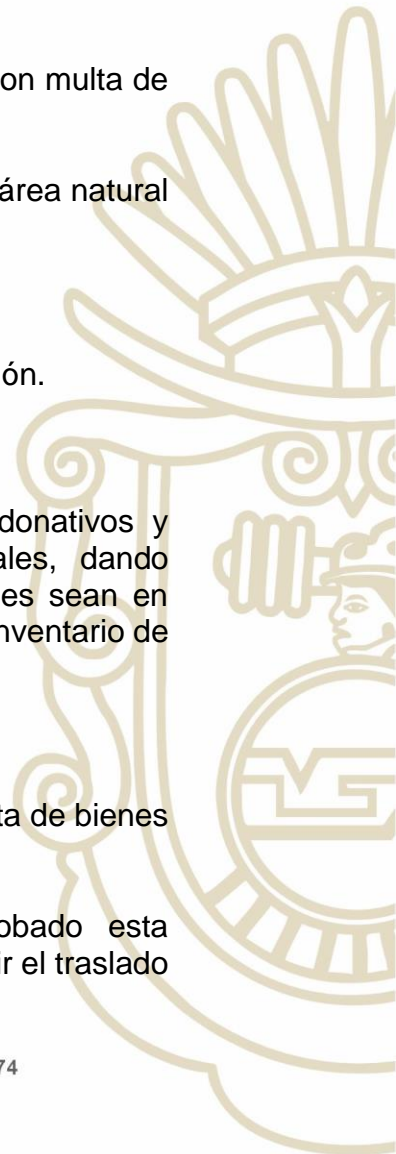 on multa de
área natural
ón.
donativos y
ales, dando
es sean en
nventario de
ta de bienes
obado esta
ir el traslado
74